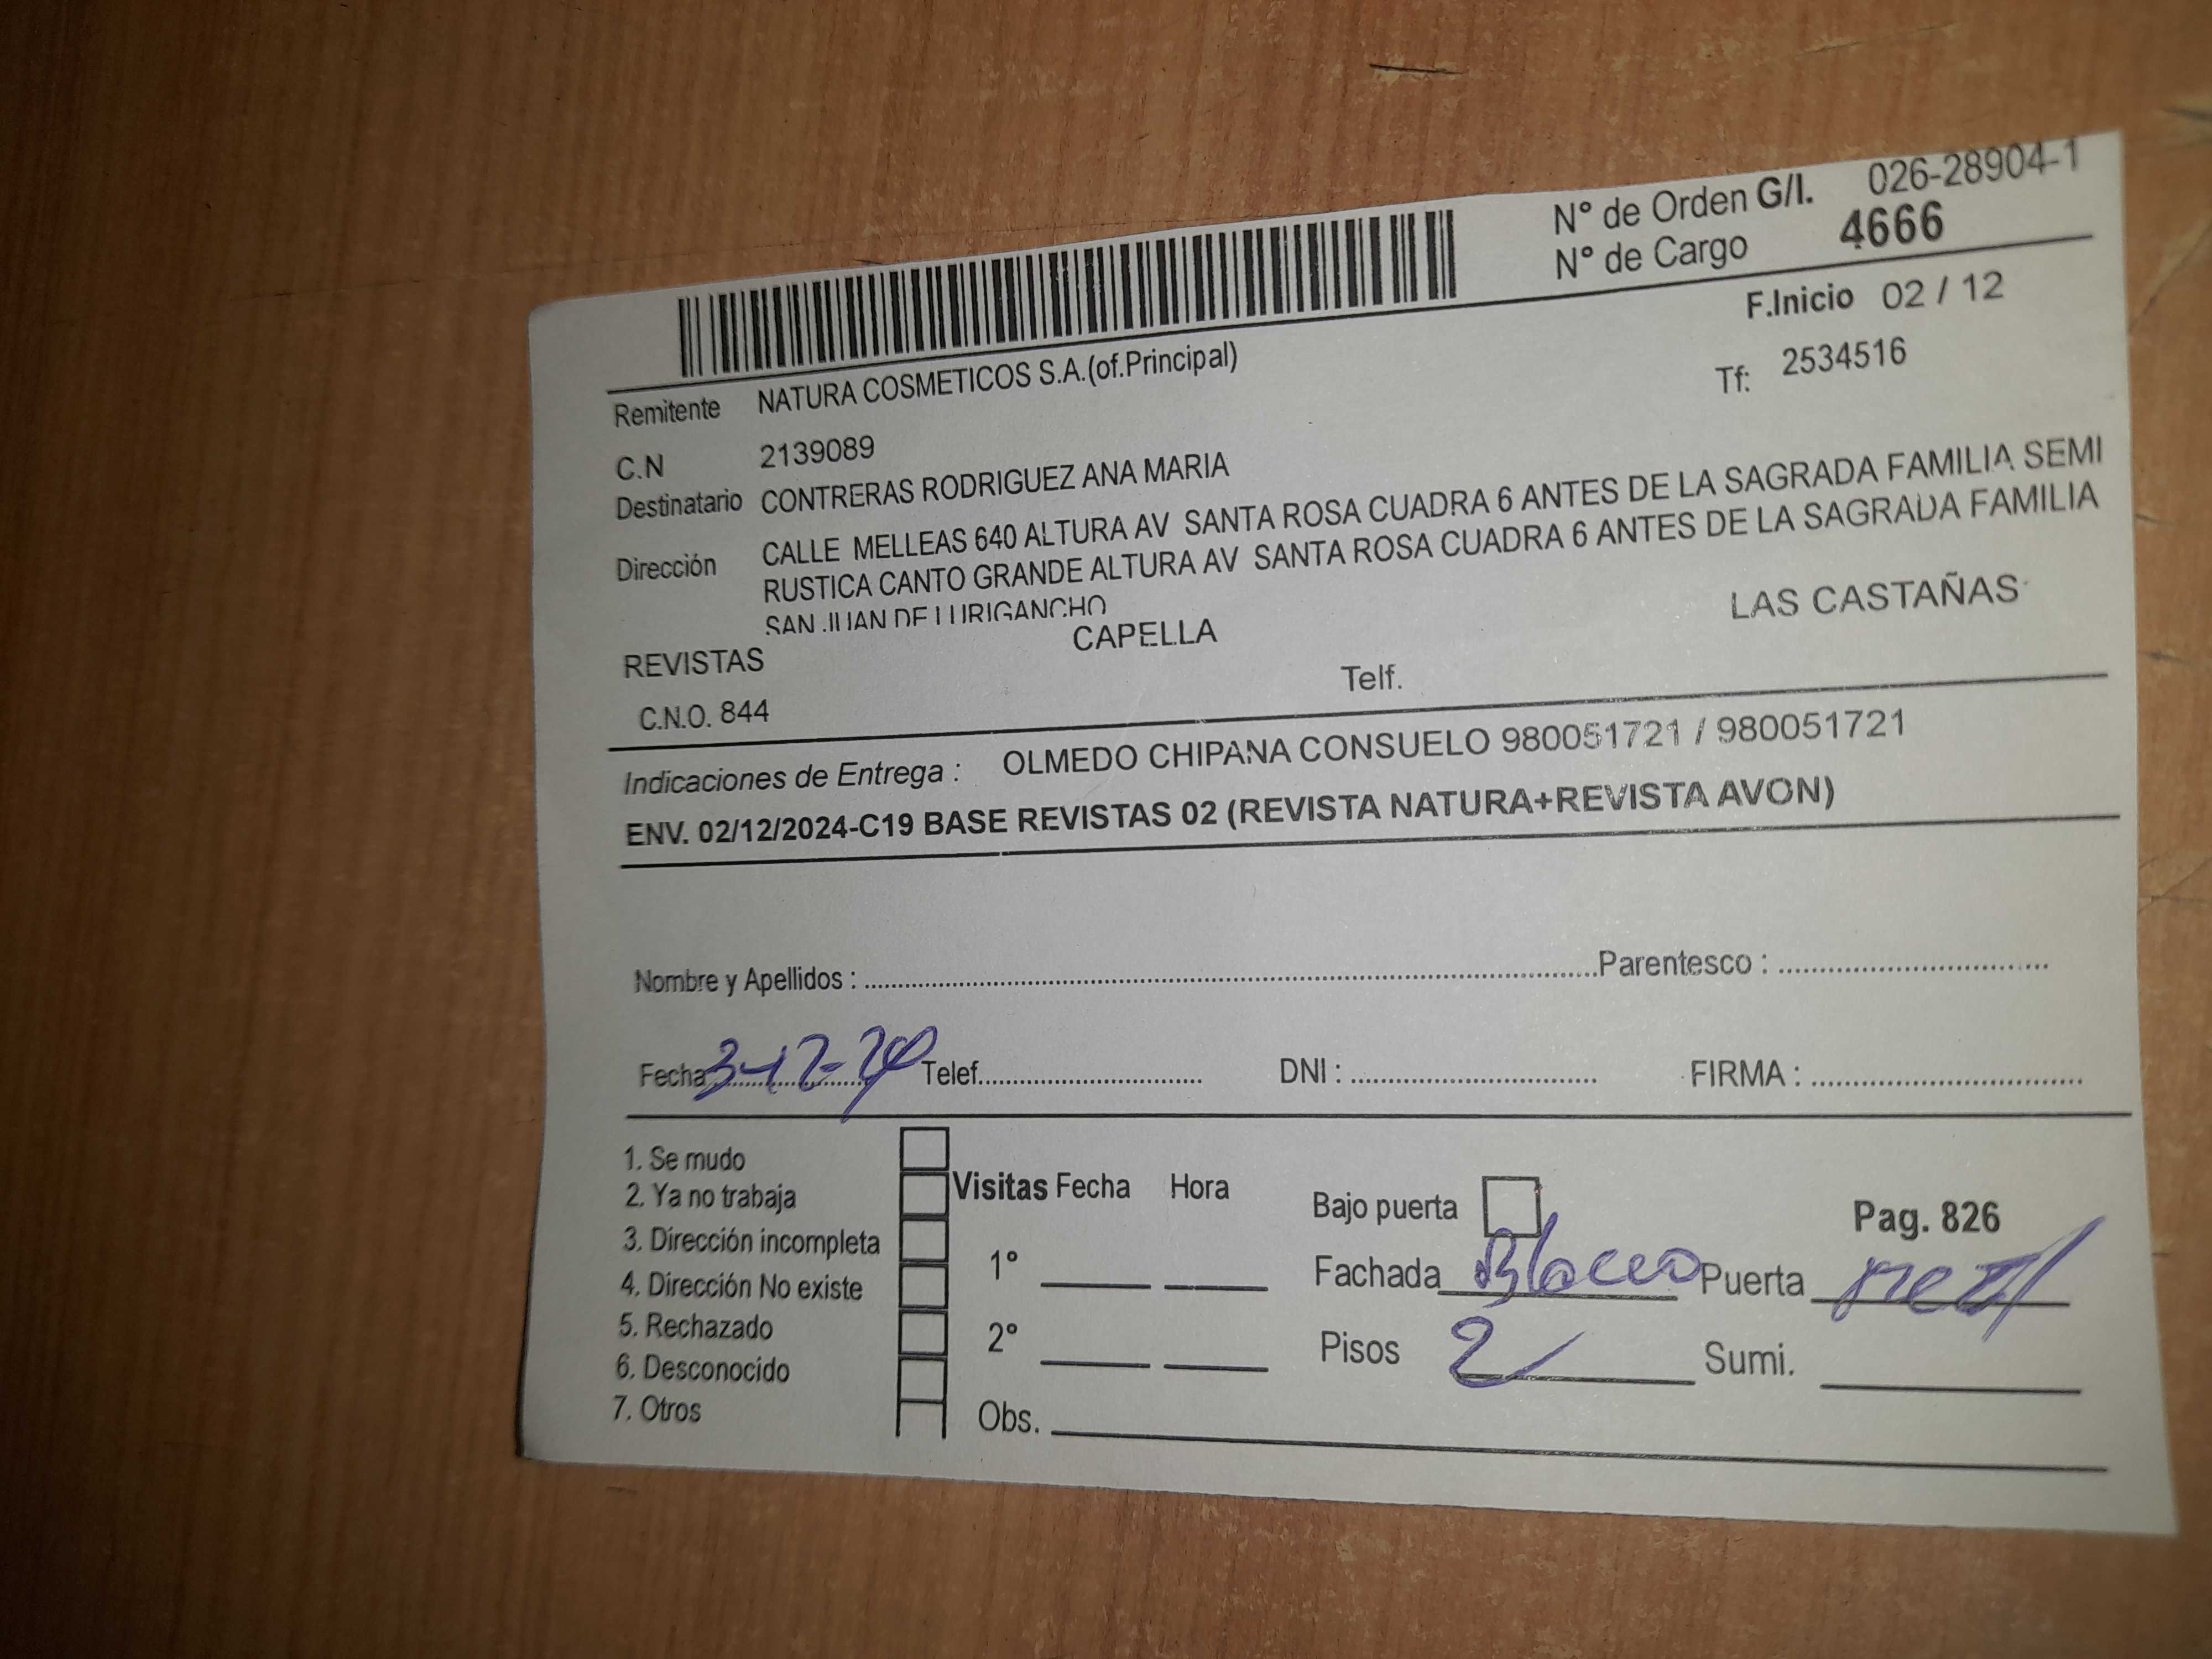 N° de Orden G/I. 026-28904-1
N° de Cargo 4666
F.Inicio 02 / 12
Remitente NATURA COSMETICOS S.A.(of.Principal)
Tf: 2534516
C.N 2139089
Destinatario CONTRERAS RODRIGUEZ ANA MARIA
Dirección CALLE MELLEAS 640 ALTURA AV SANTA ROSA CUADRA 6 ANTES DE LA SAGRADA FAMILIA SEMI
RUSTICA CANTO GRANDE ALTURA AV SANTA ROSA CUADRA 6 ANTES DE LA SAGRADA FAMILIA
SAN JUAN DE LURIGANCHO
REVISTAS CAPELLA LAS CASTAÑAS
C.N.O. 844 Telf.
Indicaciones de Entrega : OLMEDO CHIPANA CONSUELO 980051721 / 980051721
ENV. 02/12/2024-C19 BASE REVISTAS 02 (REVISTA NATURA+REVISTA AVON)
Nombre y Apellidos : Parentesco :
Fecha 3-12-24 Telef. DNI : FIRMA :
1. Se mudo
2. Ya no trabaja
3. Dirección incompleta
4. Dirección No existe
5. Rechazado
6. Desconocido
7. Otros
Visitas Fecha Hora
1°
2°
Obs.
Bajo puerta Pag. 826
Fachada Puerta
Pisos 2 Sumi.